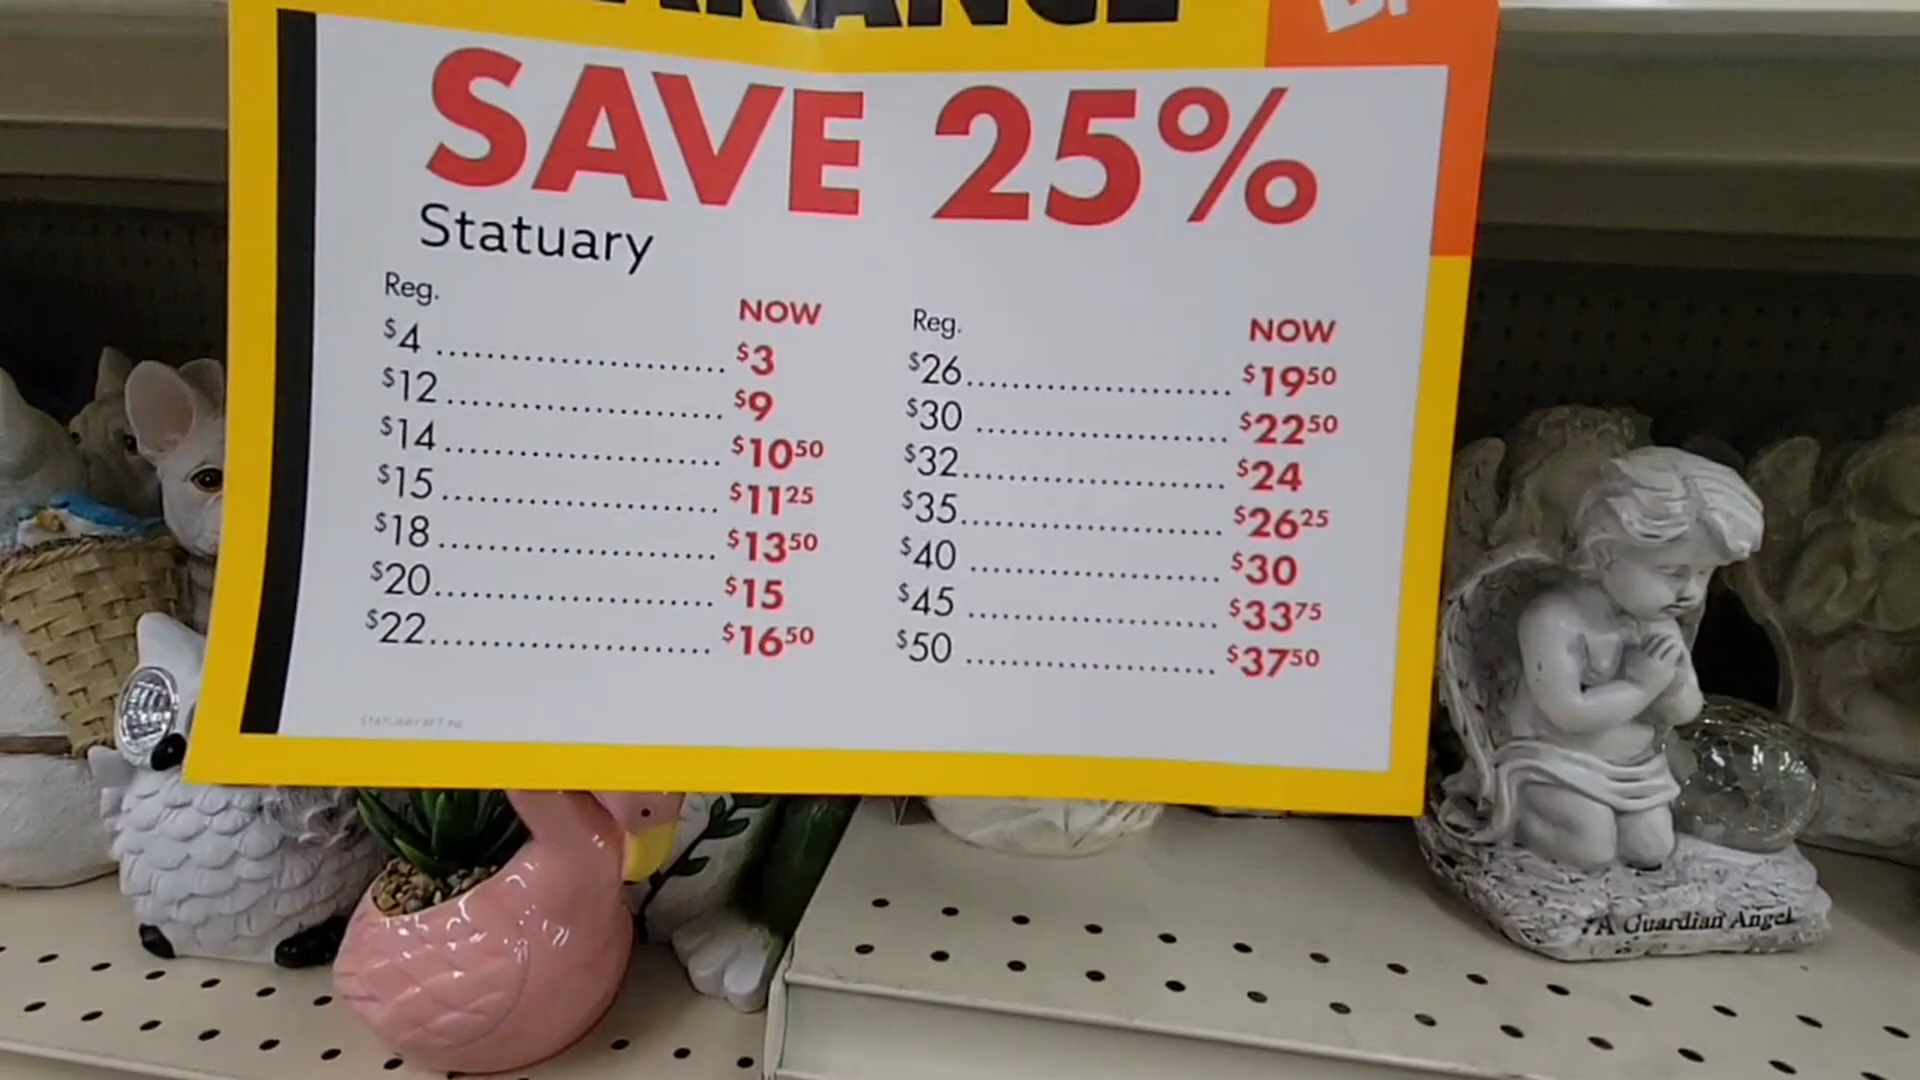 SAVE 25%
Statuary
Reg. NOW
$4 ........................ $3
$12 ........................ $9
$14 ........................ $10.50
$15 ........................ $11.25
$18 ........................ $13.50
$20 ........................ $15
$22 ........................ $16.50
Reg. NOW
$26 ...................... $19.50
$30 ...................... $22.50
$32 ...................... $24
$35 ...................... $26.25
$40 ...................... $30
$45 ...................... $33.75
$50 ...................... $37.50
A Guardian Angel